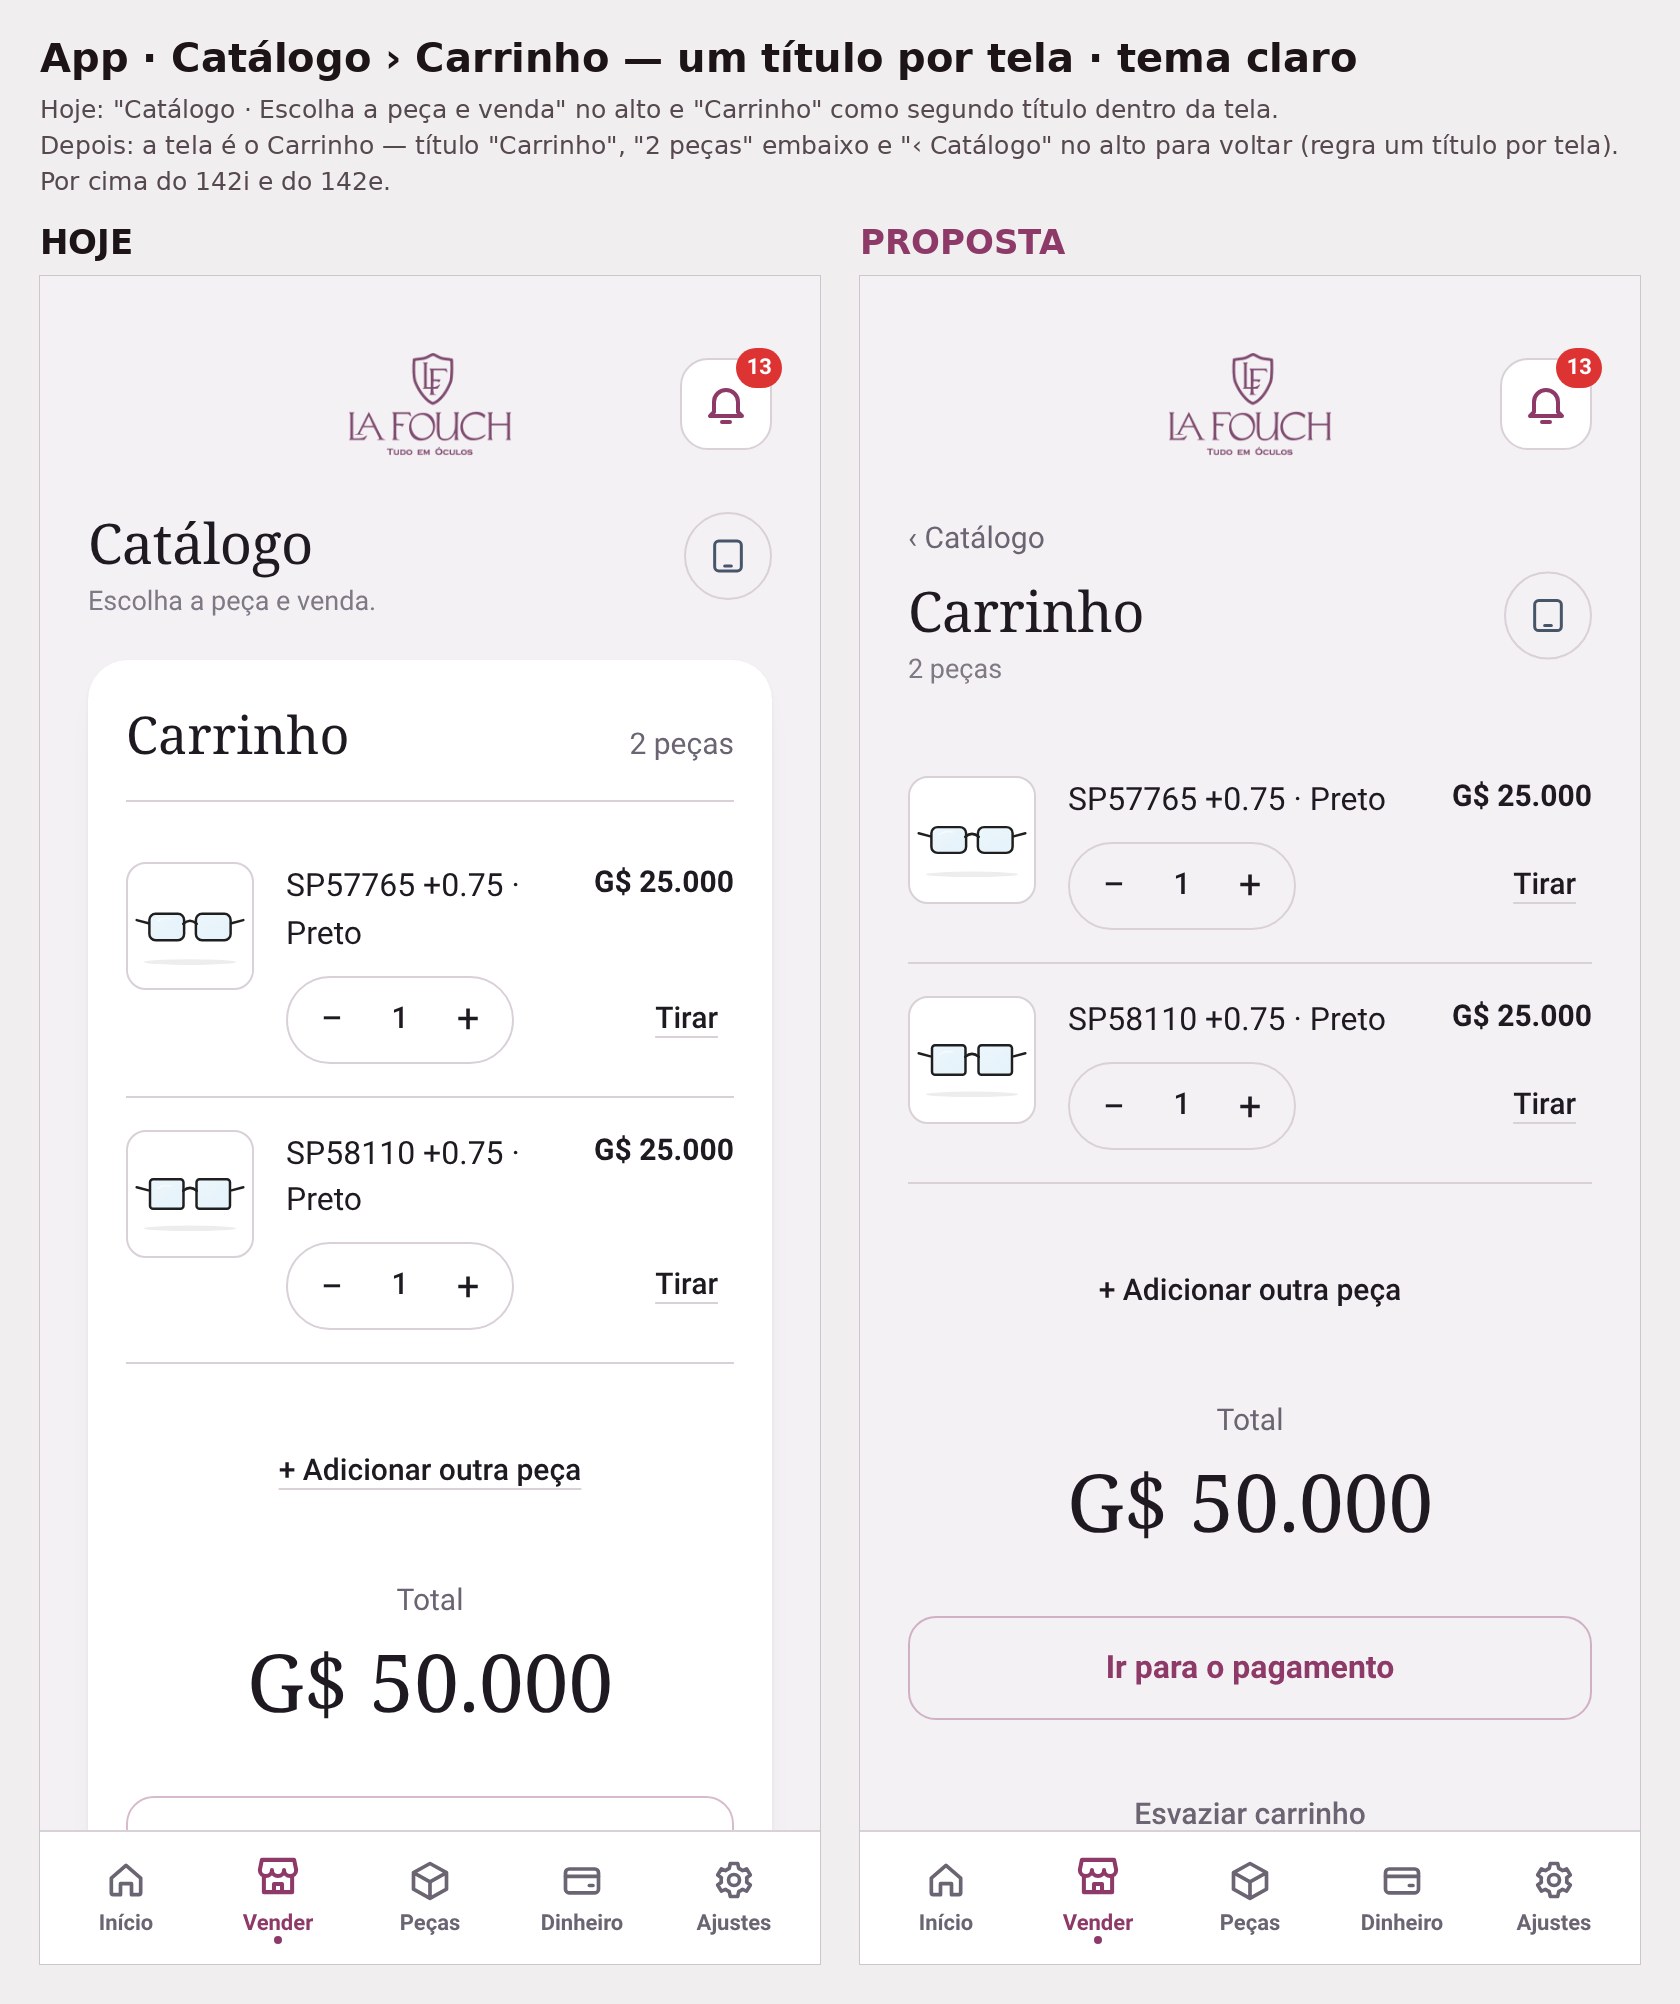 App · Catálogo › Carrinho — um título por tela · tema claro
Hoje: "Catálogo · Escolha a peça e venda" no alto e "Carrinho" como segundo título dentro da tela.
Depois: a tela é o Carrinho — título "Carrinho", "2 peças" embaixo e "‹ Catálogo" no alto para voltar (regra um título por tela).
Por cima do 142i e do 142e.
HOJE
LF
LA FOUCH
TUDO EM ÓCULOS
13
Catálogo
Escolha a peça e venda.
Carrinho
2 peças
SP57765 +0.75 ·
Preto
G$ 25.000
− 1 +
Tirar
SP58110 +0.75 ·
Preto
G$ 25.000
− 1 +
Tirar
+ Adicionar outra peça
Total
G$ 50.000
Início
Vender
Peças
Dinheiro
Ajustes
PROPOSTA
LF
LA FOUCH
TUDO EM ÓCULOS
13
‹ Catálogo
Carrinho
2 peças
SP57765 +0.75 · Preto
G$ 25.000
− 1 +
Tirar
SP58110 +0.75 · Preto
G$ 25.000
− 1 +
Tirar
+ Adicionar outra peça
Total
G$ 50.000
Ir para o pagamento
Esvaziar carrinho
Início
Vender
Peças
Dinheiro
Ajustes